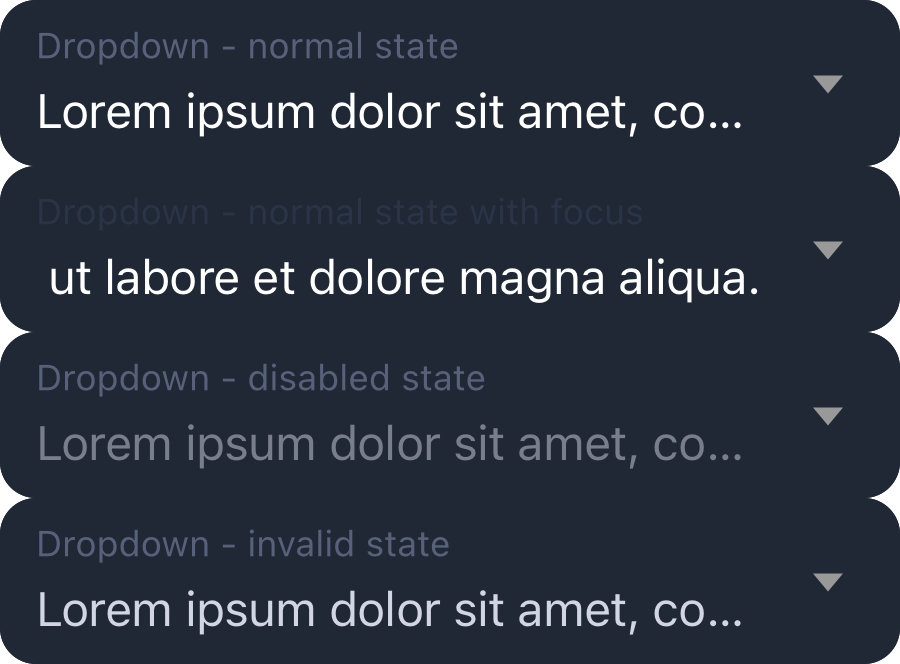 Dropdown - normal state
Lorem ipsum dolor sit amet, co...
Dropdown - normal state with focus
ut labore et dolore magna aliqua.
Dropdown - disabled state
Lorem ipsum dolor sit amet, co...
Dropdown - invalid state
Lorem ipsum dolor sit amet, co...